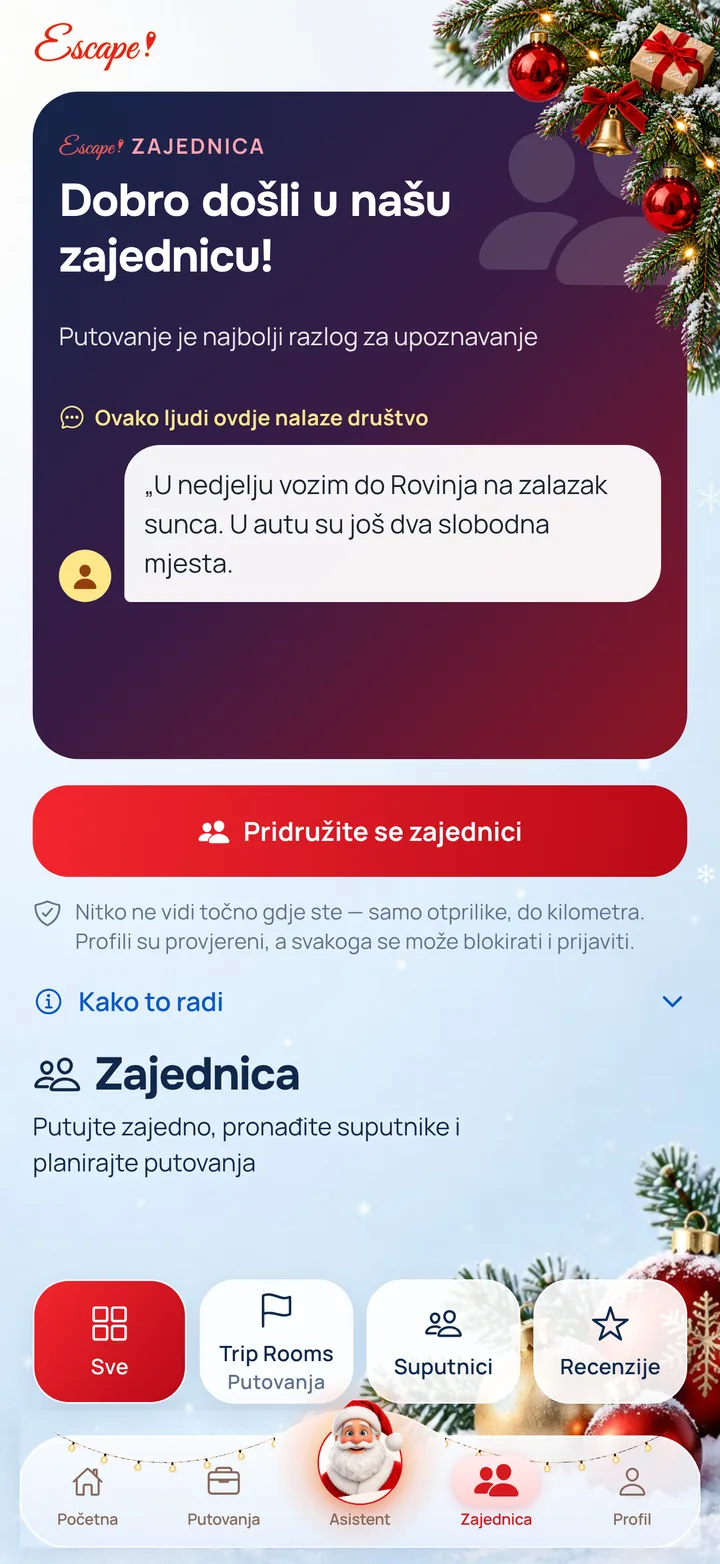 Escape!
Escape! ZAJEDNICA
Dobro došli u našu
zajednicu!
Putovanje je najbolji razlog za upoznavanje
Ovako ljudi ovdje nalaze društvo
„U nedjelju vozim do Rovinja na zalazak
sunca. U autu su još dva slobodna
mjesta.
Pridružite se zajednici
Nitko ne vidi točno gdje ste — samo otprilike, do kilometra.
Profili su provjereni, a svakoga se može blokirati i prijaviti.
Kako to radi
Zajednica
Putujte zajedno, pronađite suputnike i
planirajte putovanja
Sve
Trip Rooms
Putovanja
Suputnici
Recenzije
Početna
Putovanja
Asistent
Zajednica
Profil